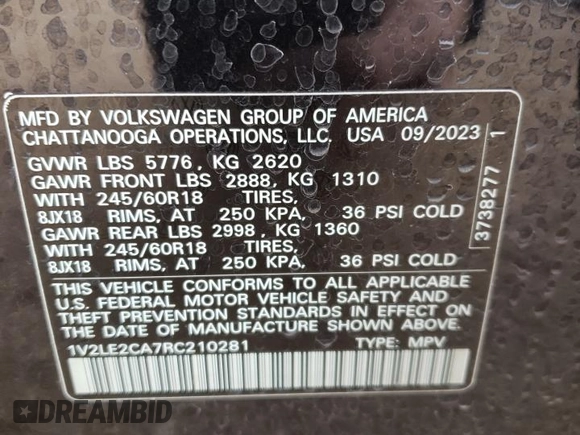 MFD BY VOLKSWAGEN GROUP OF AMERICA
CHATTANOOGA OPERATIONS, LLC, USA 09/2023
GVWR LBS 5776 , KG 2620
GAWR FRONT LBS 2888, KG 1310
WITH 245/60R18 TIRES,
8JX18 RIMS, AT 250 KPA, 36 PSI COLD
GAWR REAR LBS 2998 , KG 1360
WITH 245/60R18 TIRES,
8JX18 RIMS, AT 250 KPA, 36 PSI COLD
THIS VEHICLE CONFORMS TO ALL APPLICABLE
U.S. FEDERAL MOTOR VEHICLE SAFETY AND
THEFT PREVENTION STANDARDS IN EFFECT ON
THE DATE OF MANUFACTURE SHOWN ABOVE.
1V2LE2CA7RC210281 TYPE: MPV
3738277 1
DREAMBID